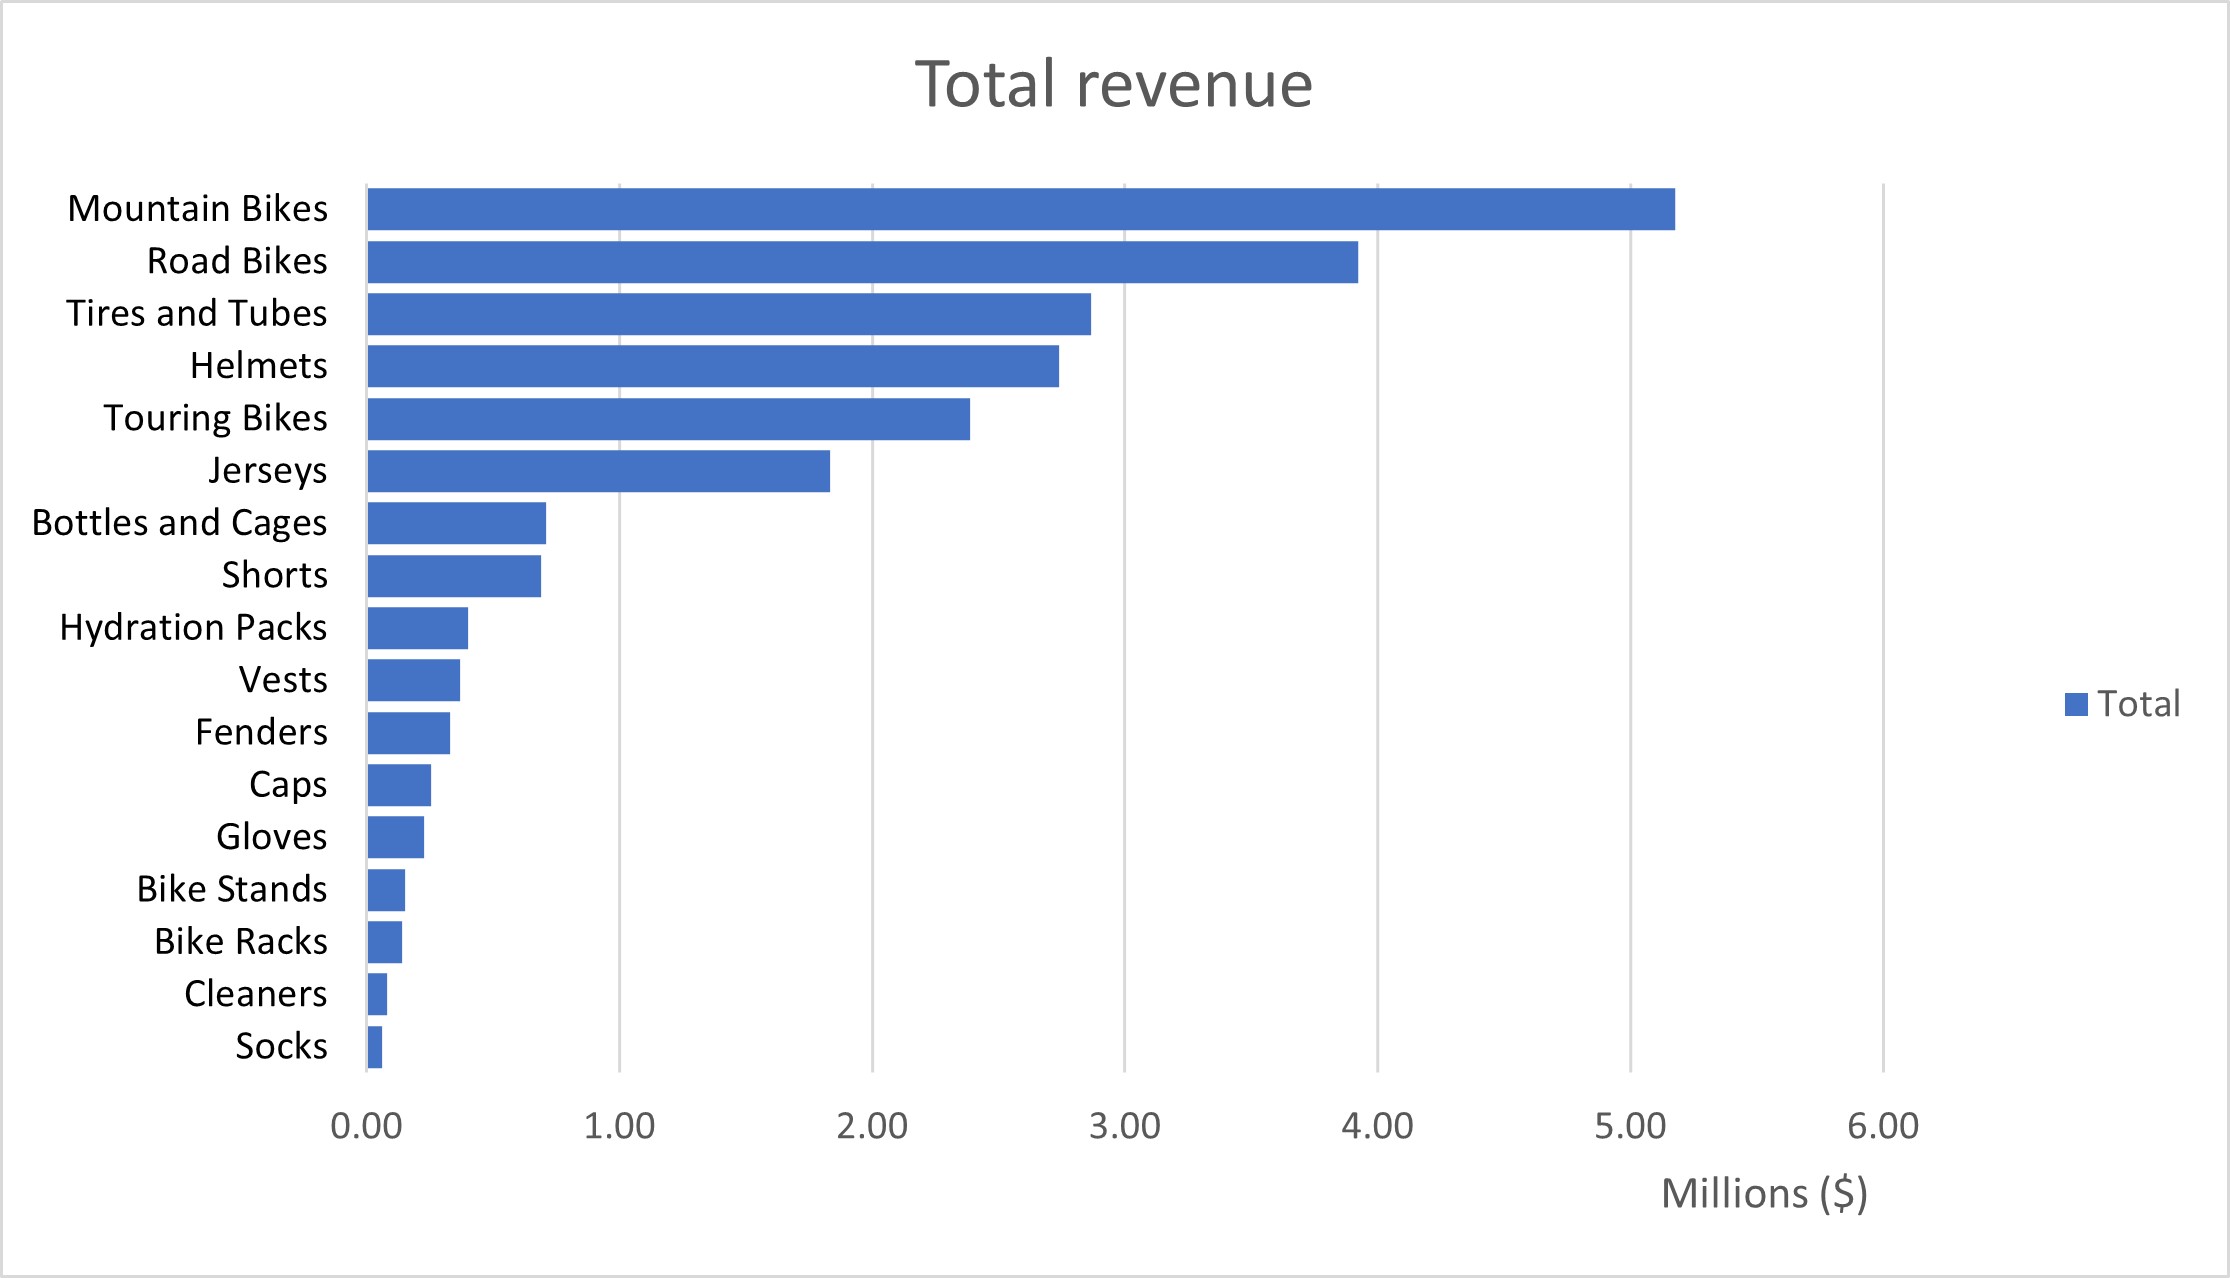 Total revenue
Mountain Bikes
Road Bikes
Tires and Tubes
Helmets
Touring Bikes
Jerseys
Bottles and Cages
Shorts
Hydration Packs
Vests
Fenders
Caps
Gloves
Bike Stands
Bike Racks
Cleaners
Socks
Total
0.00 1.00 2.00 3.00 4.00 5.00 6.00
Millions ($)